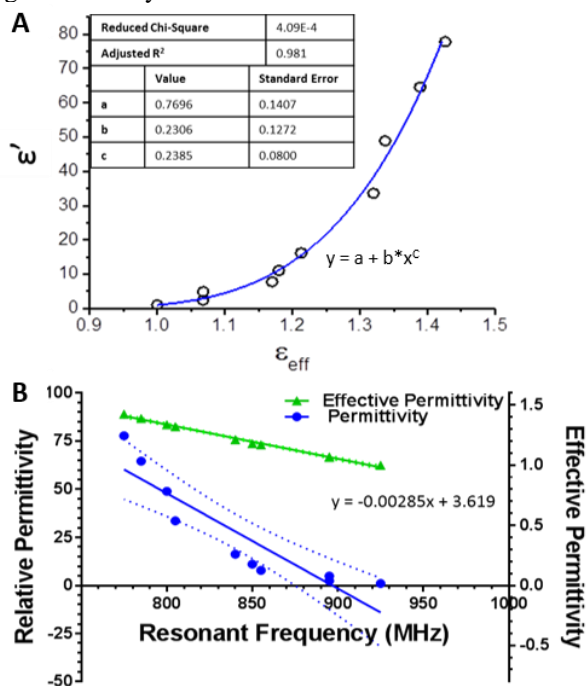 A
Reduced Chi-Square 4.09E-4
Adjusted R² 0.981
Value Standard Error
a 0.7696 0.1407
b 0.2306 0.1272
c 0.2385 0.0800
80
70
60
50
40
30
20
10
0
ε'
y = a + b*x^c
0.9 1.0 1.1 1.2 1.3 1.4 1.5
ε_eff
B
Effective Permittivity
Permittivity
y = -0.00285x + 3.619
Relative Permittivity
100
75
50
25
0
-25
-50
800 850 900 950 1000
Resonant Frequency (MHz)
1.5
1.0
0.5
0.0
-0.5
Effective Permittivity